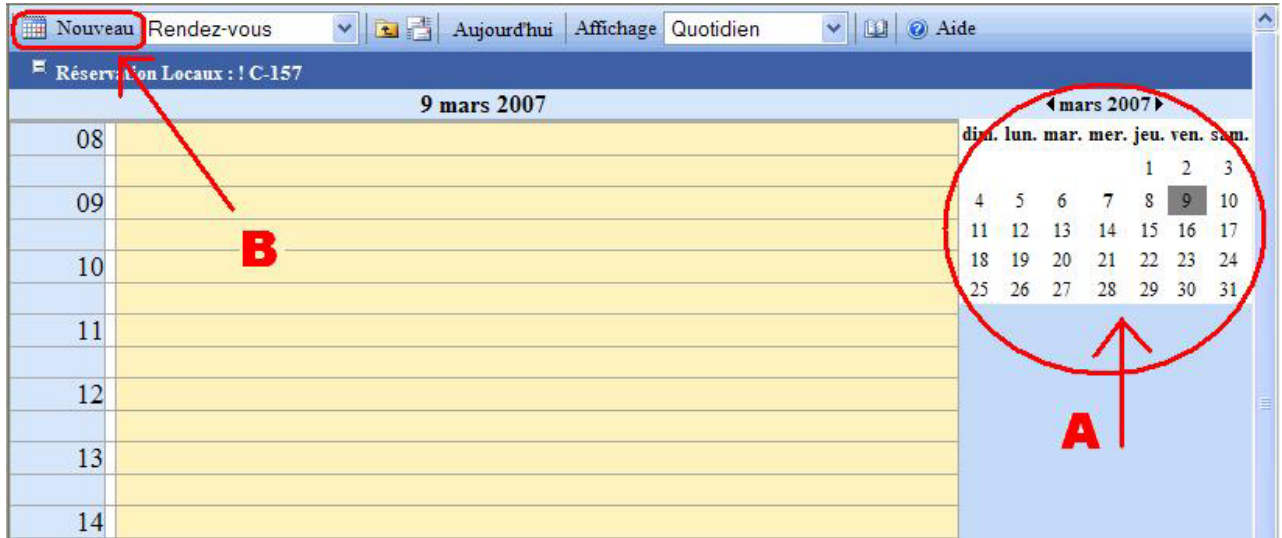 Nouveau Rendez-vous Aujourd'hui Affichage Quotidien Aide
Réservation Locaux : ! C-157
9 mars 2007 mars 2007
dim. lun. mar. mer. jeu. ven. sam.
1 2 3
4 5 6 7 8 9 10
11 12 13 14 15 16 17
18 19 20 21 22 23 24
25 26 27 28 29 30 31
08
09
10
11
12
13
14
B
A